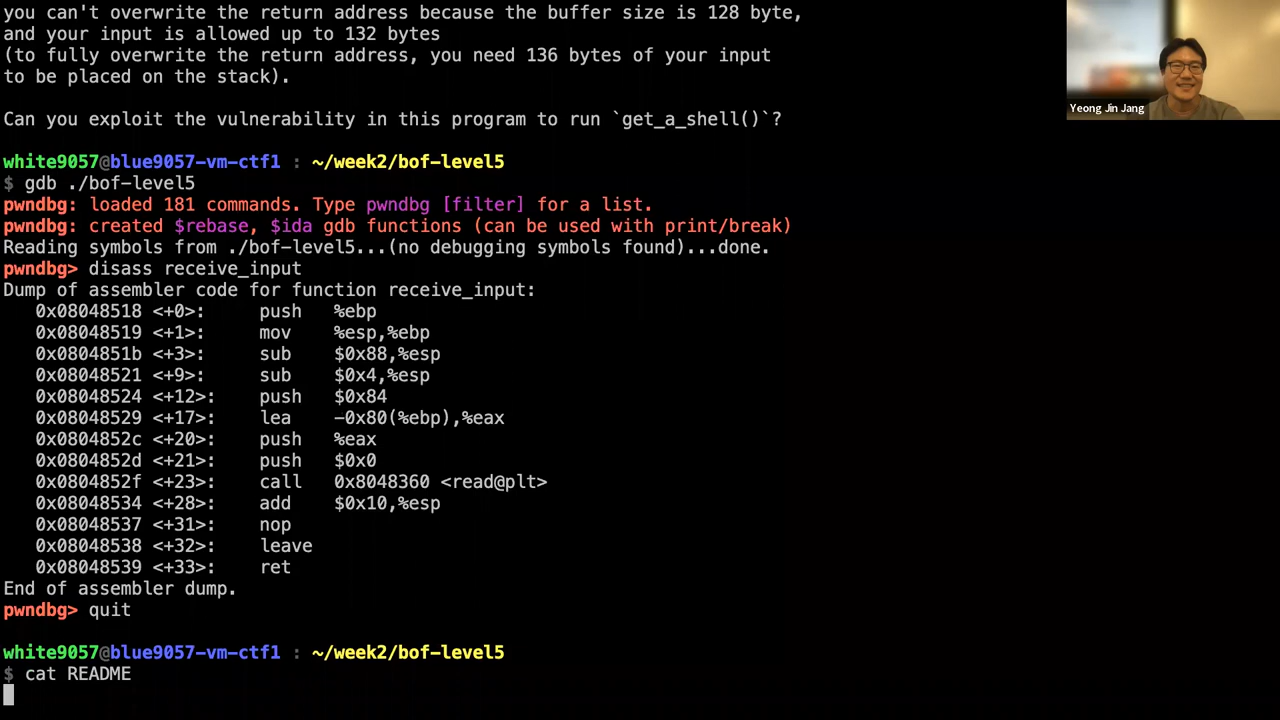 you can't overwrite the return address because the buffer size is 128 byte,
and your input is allowed up to 132 bytes
(to fully overwrite the return address, you need 136 bytes of your input
to be placed on the stack).
Can you exploit the vulnerability in this program to run `get_a_shell()`?
white9057@blue9057-vm-ctf1 : ~/week2/bof-level5
$ gdb ./bof-level5
pwndbg: loaded 181 commands. Type pwndbg [filter] for a list.
pwndbg: created $rebase, $ida gdb functions (can be used with print/break)
Reading symbols from ./bof-level5...(no debugging symbols found)...done.
pwndbg> disass receive_input
Dump of assembler code for function receive_input:
0x08048518 <+0>: push %ebp
0x08048519 <+1>: mov %esp,%ebp
0x0804851b <+3>: sub $0x88,%esp
0x08048521 <+9>: sub $0x4,%esp
0x08048524 <+12>: push $0x84
0x08048529 <+17>: lea -0x80(%ebp),%eax
0x0804852c <+20>: push %eax
0x0804852d <+21>: push $0x0
0x0804852f <+23>: call 0x8048360 <read@plt>
0x08048534 <+28>: add $0x10,%esp
0x08048537 <+31>: nop
0x08048538 <+32>: leave
0x08048539 <+33>: ret
End of assembler dump.
pwndbg> quit
white9057@blue9057-vm-ctf1 : ~/week2/bof-level5
$ cat README
Yeong Jin Jang